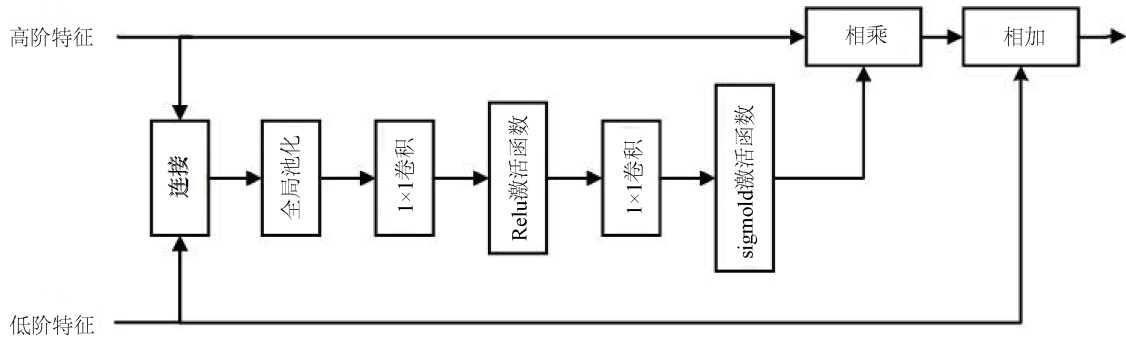 高阶特征
相乘
相加
连接
全局池化
1×1卷积
Relu激活函数
1×1卷积
sigmold激活函数
低阶特征